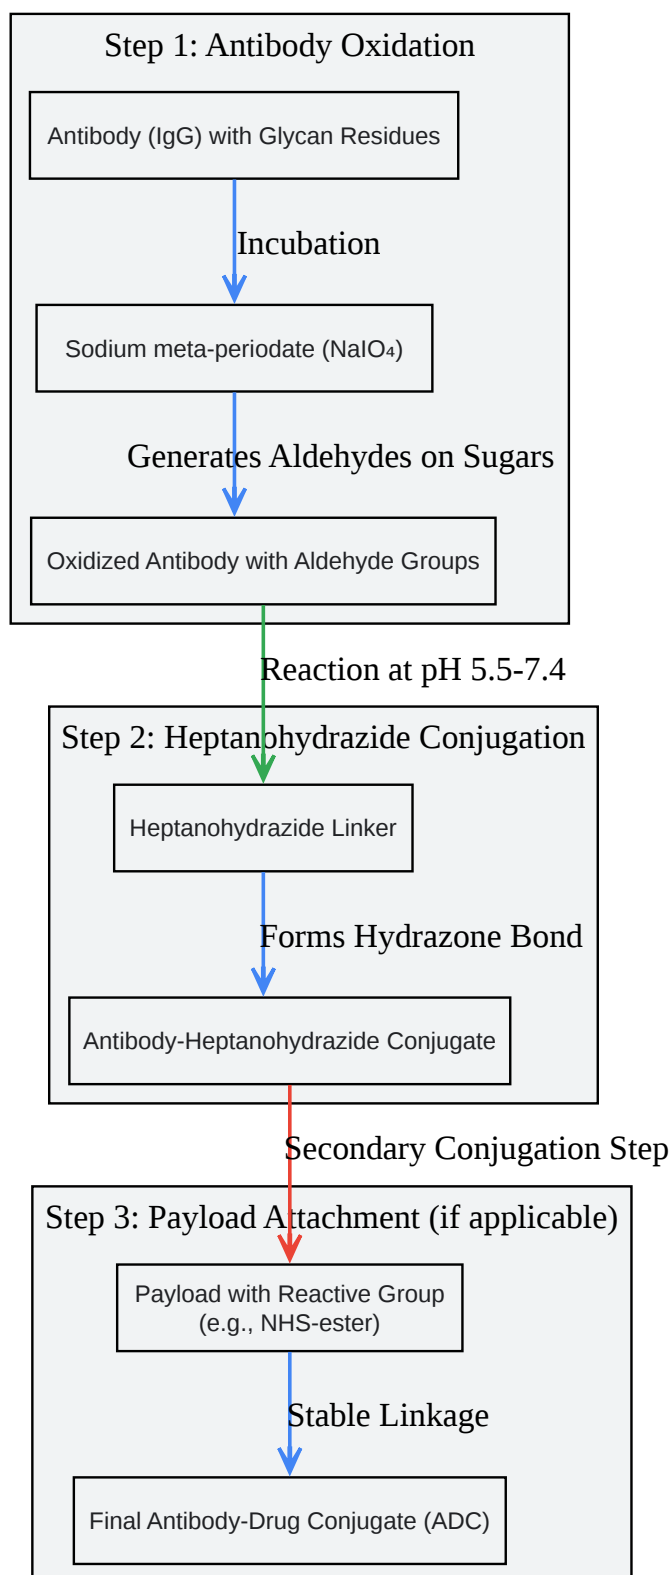 Step 1: Antibody Oxidation
Antibody (IgG) with Glycan Residues
Incubation
Sodium meta-periodate (NaIO₄)
Generates Aldehydes on Sugars
Oxidized Antibody with Aldehyde Groups
Reaction at pH 5.5-7.4
Step 2: Heptanohydrazide Conjugation
Heptanohydrazide Linker
Forms Hydrazone Bond
Antibody-Heptanohydrazide Conjugate
Secondary Conjugation Step
Step 3: Payload Attachment (if applicable)
Payload with Reactive Group
(e.g., NHS-ester)
Stable Linkage
Final Antibody-Drug Conjugate (ADC)